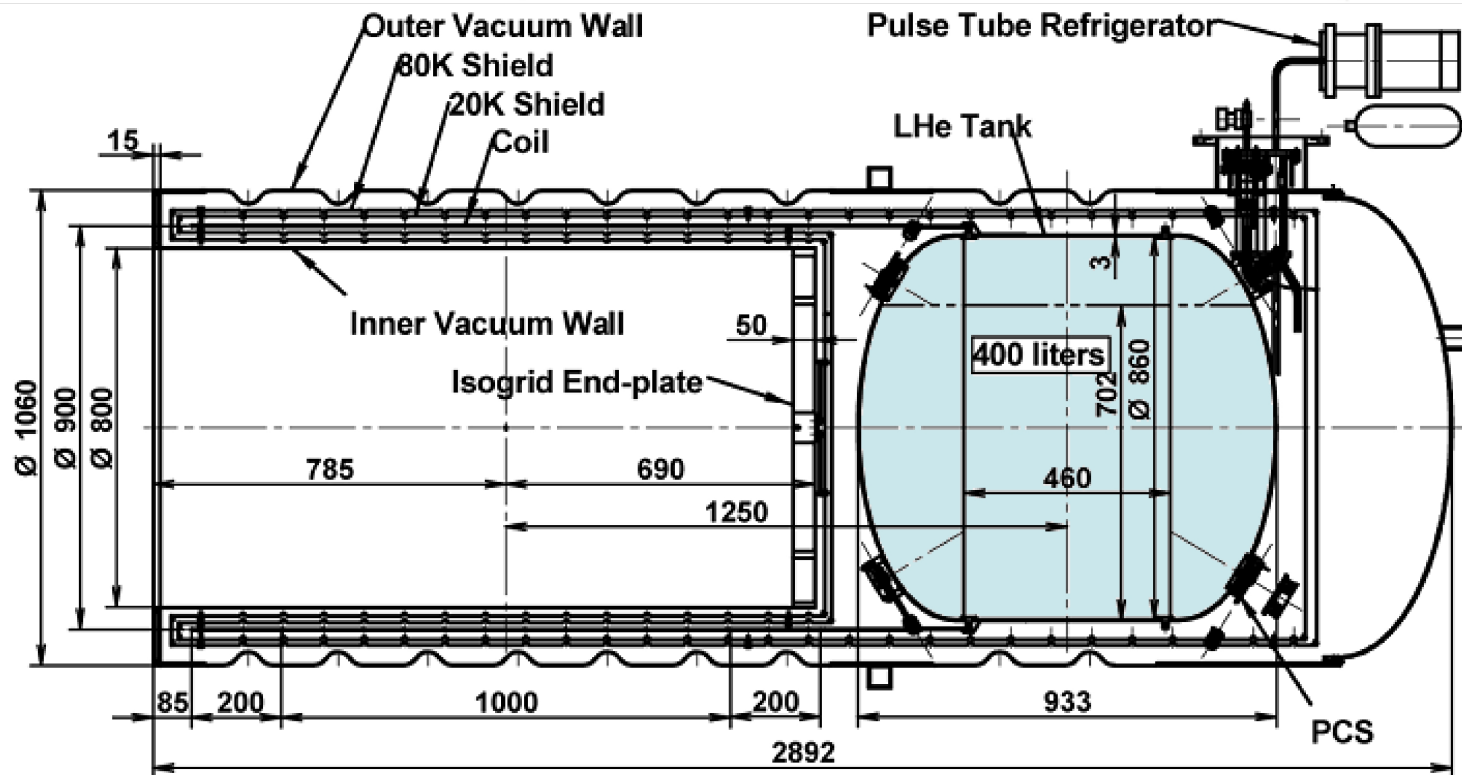 Outer Vacuum Wall
Pulse Tube Refrigerator
80K Shield
20K Shield
LHe Tank
Coil
15
3
Inner Vacuum Wall
50
400 liters
Isogrid End-plate
702
Ø 860
Ø 1060
Ø 900
Ø 800
785
690
460
1250
85
200
1000
200
933
PCS
2892